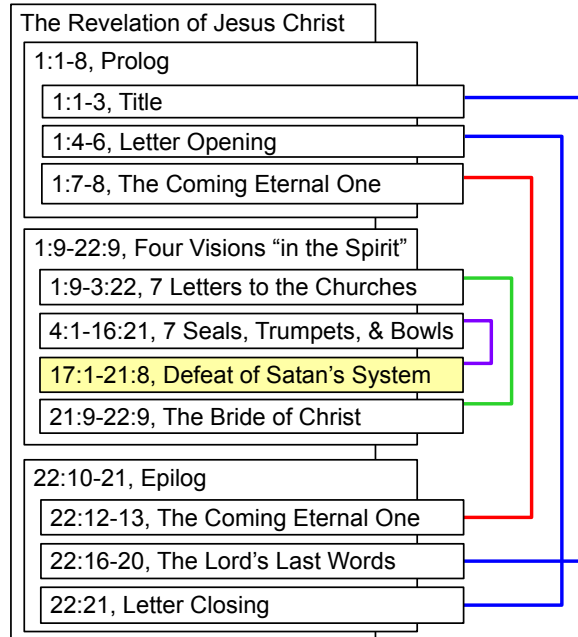 The Revelation of Jesus Christ
1:1-8, Prolog
1:1-3, Title
1:4-6, Letter Opening
1:7-8, The Coming Eternal One
1:9-22:9, Four Visions “in the Spirit”
1:9-3:22, 7 Letters to the Churches
4:1-16:21, 7 Seals, Trumpets, & Bowls
17:1-21:8, Defeat of Satan’s System
21:9-22:9, The Bride of Christ
22:10-21, Epilog
22:12-13, The Coming Eternal One
22:16-20, The Lord’s Last Words
22:21, Letter Closing